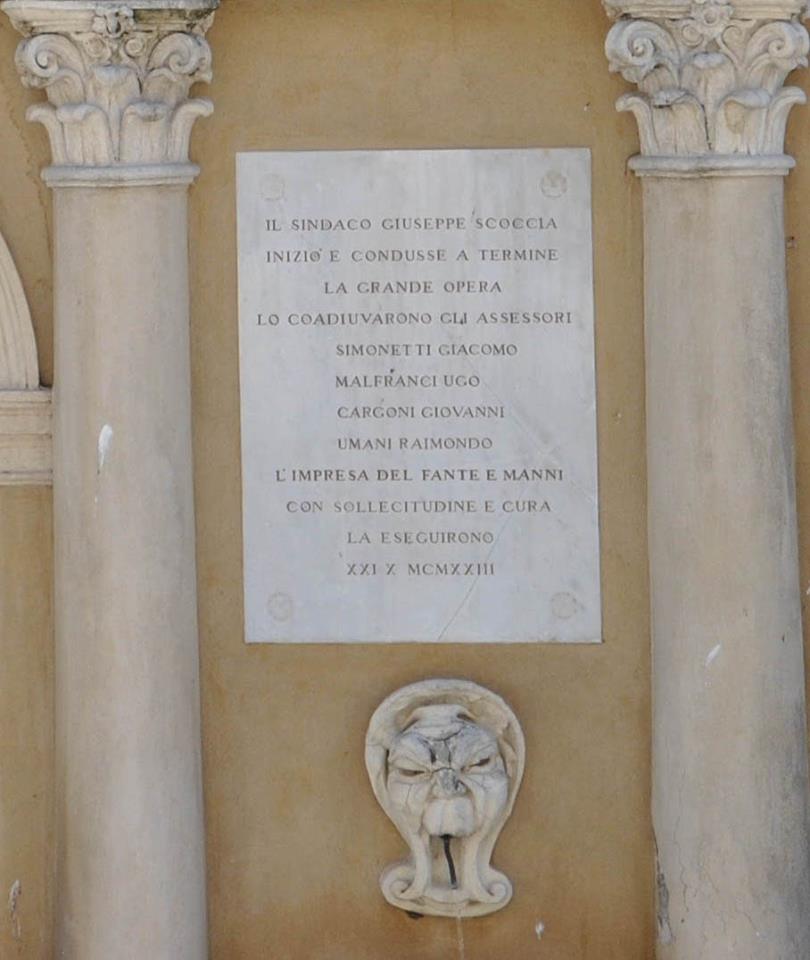 IL SINDACO GIUSEPPE SCOCCIA
INIZIO' E CONDUSSE A TERMINE
LA GRANDE OPERA
LO COADIUVARONO GLI ASSESSORI
SIMONETTI GIACOMO
MALFRANCI UGO
CARGONI GIOVANNI
UMANI RAIMONDO
L'IMPRESA DEL FANTE E MANNI
CON SOLLECITUDINE E CURA
LA ESEGUIRONO
XXI X MCMXXIII